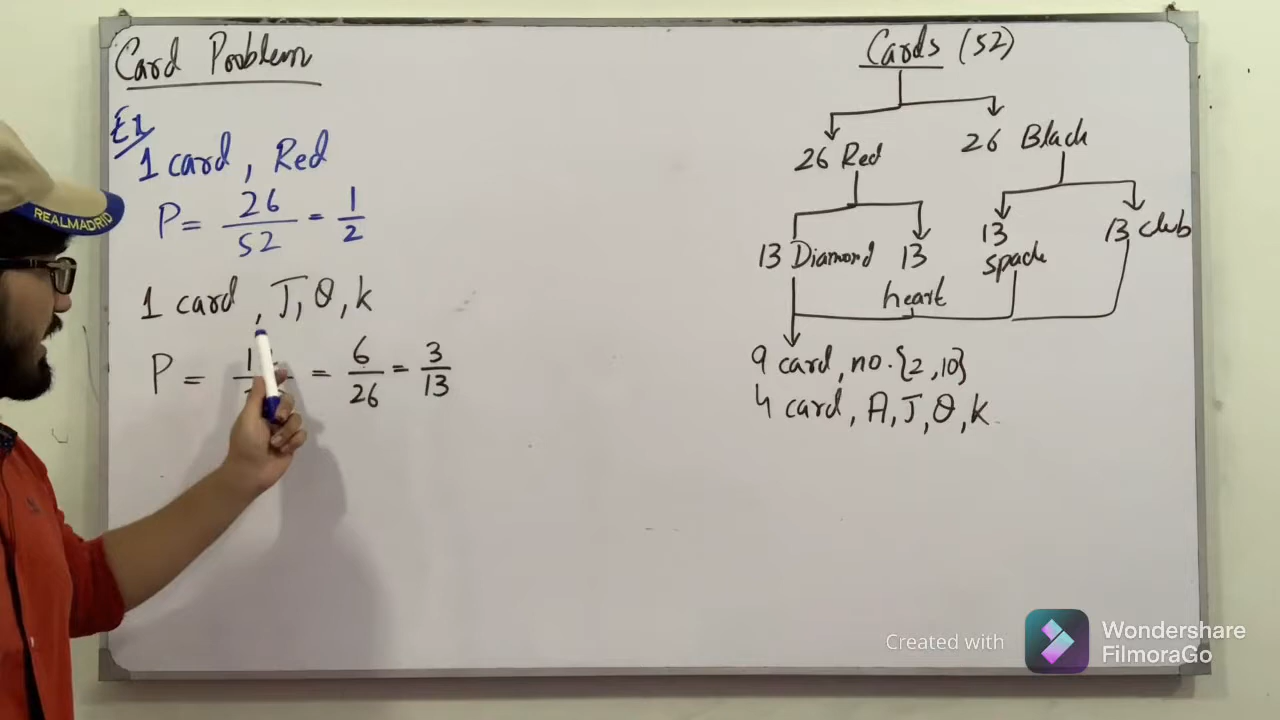 Card Problem
Ex
1 card, Red
P = 26/52 = 1/2
1 card, J, Q, K
P = = 6/26 = 3/13
Cards (52)
26 Red
26 Black
13 Diamond
13 heart
13 spade
13 club
9 card, no. {2, 10}
4 card, A, J, Q, K
REALMADRID
Created with
Wondershare
FilmoraGo